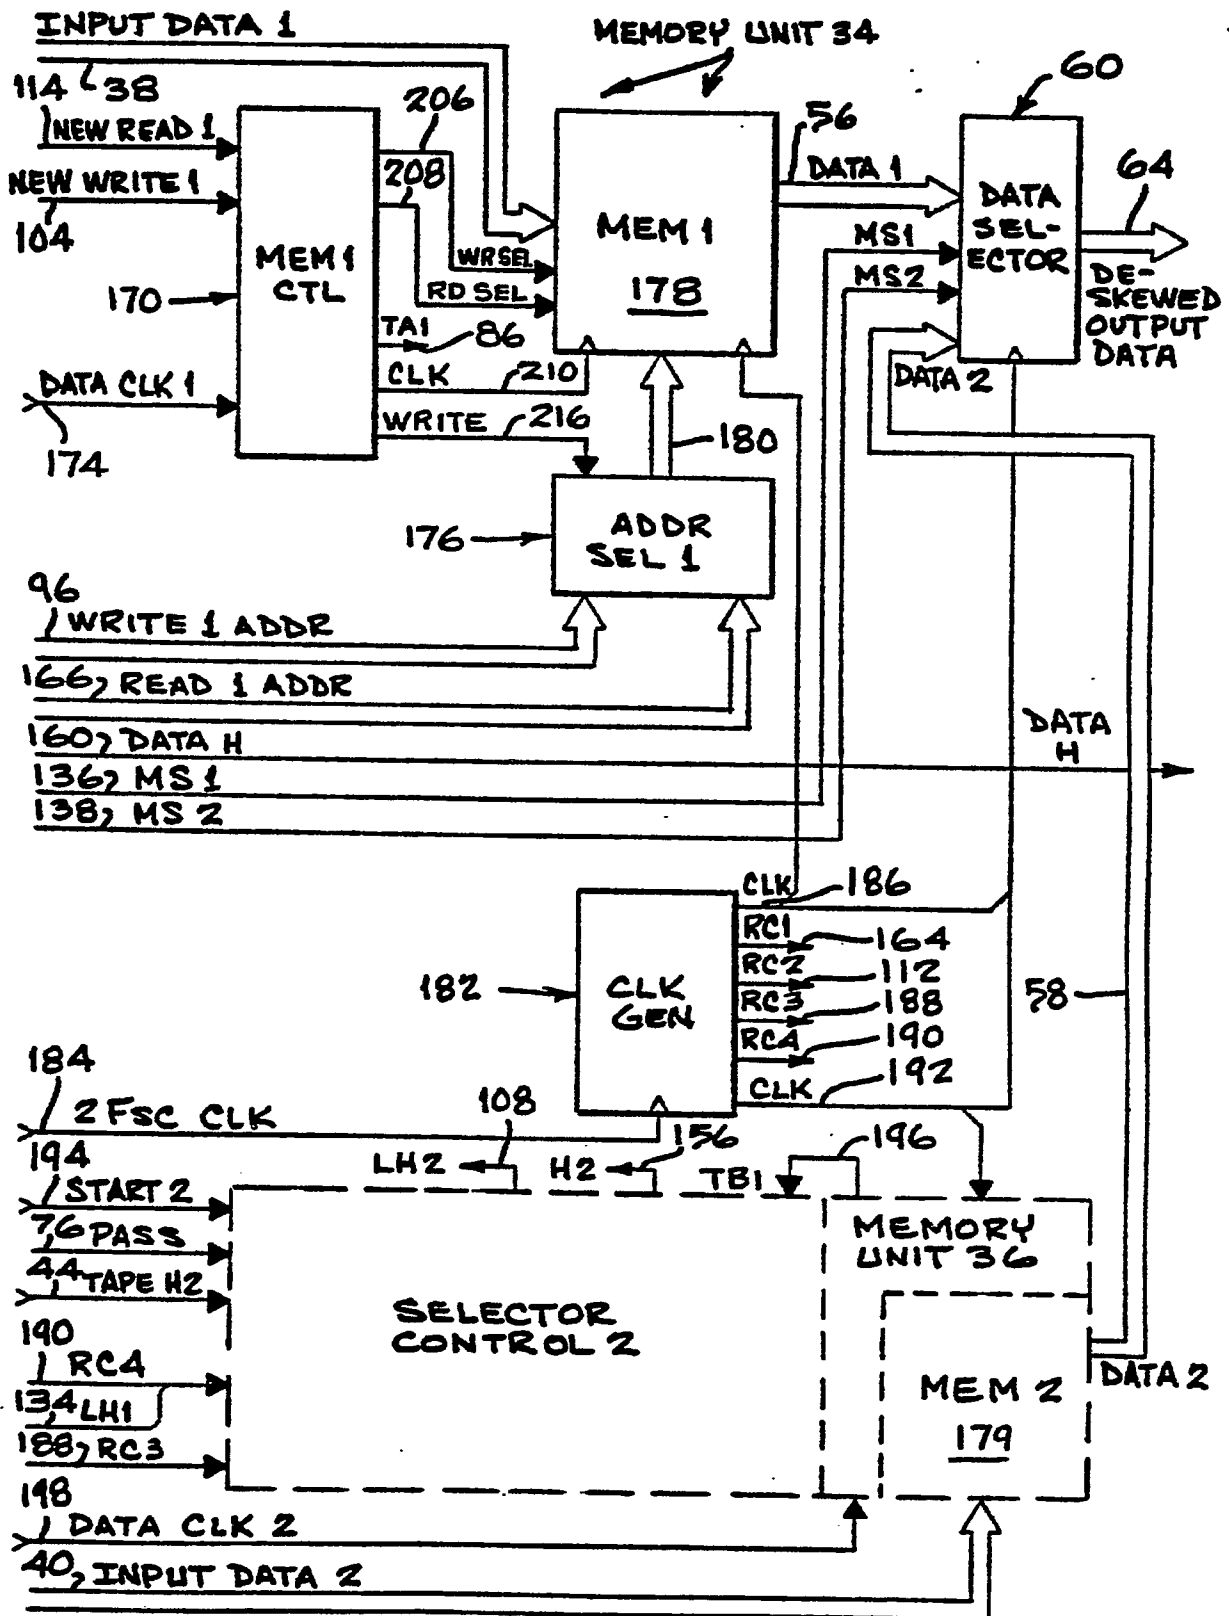 INPUT DATA 1
MEMORY UNIT 34
60
114
38
206
56
NEW READ 1
208
DATA 1
64
NEW WRITE 1
104
MEM 1
CTL
MEM 1
178
DATA
SEL-
ECTOR
MS1
MS2
WR SEL
RD SEL
DE-
SKEWED
OUTPUT
DATA
170
TA1
86
CLK
210
DATA 2
DATA CLK 1
174
WRITE
216
180
176
ADDR
SEL 1
96
WRITE 1 ADDR
166, READ 1 ADDR
160, DATA H
DATA
H
136, MS 1
138, MS 2
CLK
186
RC1
164
RC2
112
RC3
188
RC4
190
CLK
192
182
CLK
GEN
58
184
2 FSC CLK
108
156
196
LH2
H2
TB1
194
START 2
76 PASS
44 TAPE H2
190
RC4
134 LH1
188, RC3
SELECTOR
CONTROL 2
MEMORY
UNIT 36
MEM 2
179
DATA 2
198
DATA CLK 2
40, INPUT DATA 2